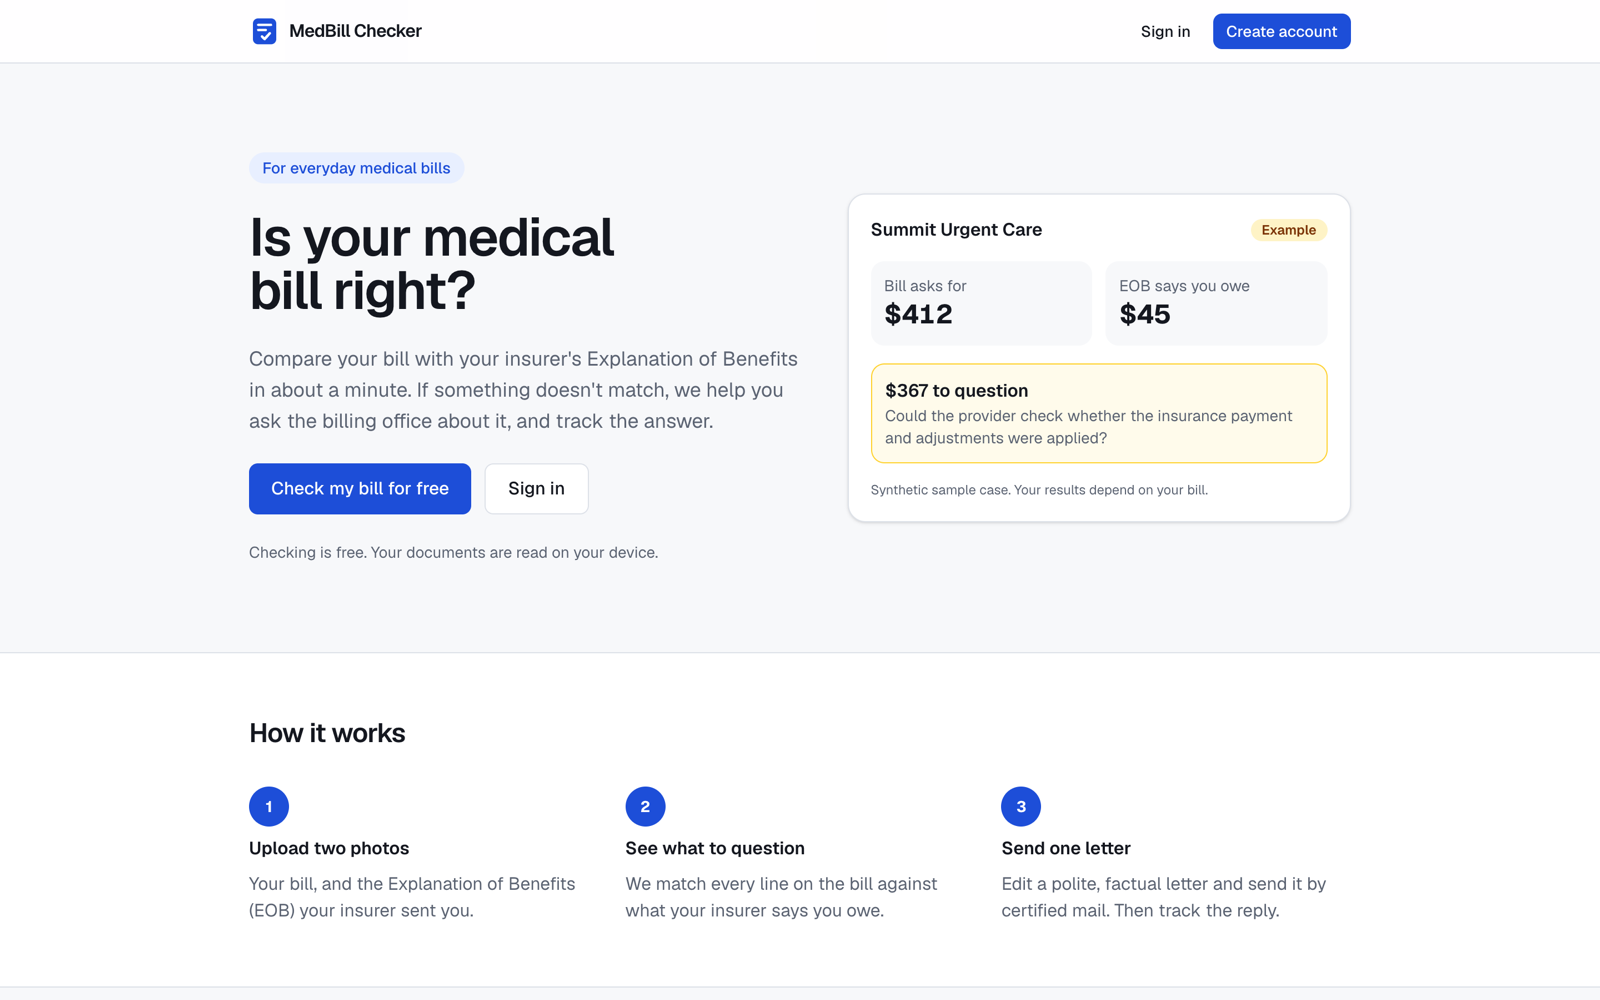 MedBill Checker
Sign in
Create account
For everyday medical bills
Is your medical
bill right?
Compare your bill with your insurer's Explanation of Benefits
in about a minute. If something doesn't match, we help you
ask the billing office about it, and track the answer.
Check my bill for free
Sign in
Checking is free. Your documents are read on your device.
Summit Urgent Care
Example
Bill asks for
$412
EOB says you owe
$45
$367 to question
Could the provider check whether the insurance payment
and adjustments were applied?
Synthetic sample case. Your results depend on your bill.
How it works
1
Upload two photos
Your bill, and the Explanation of Benefits
(EOB) your insurer sent you.
2
See what to question
We match every line on the bill against
what your insurer says you owe.
3
Send one letter
Edit a polite, factual letter and send it by
certified mail. Then track the reply.